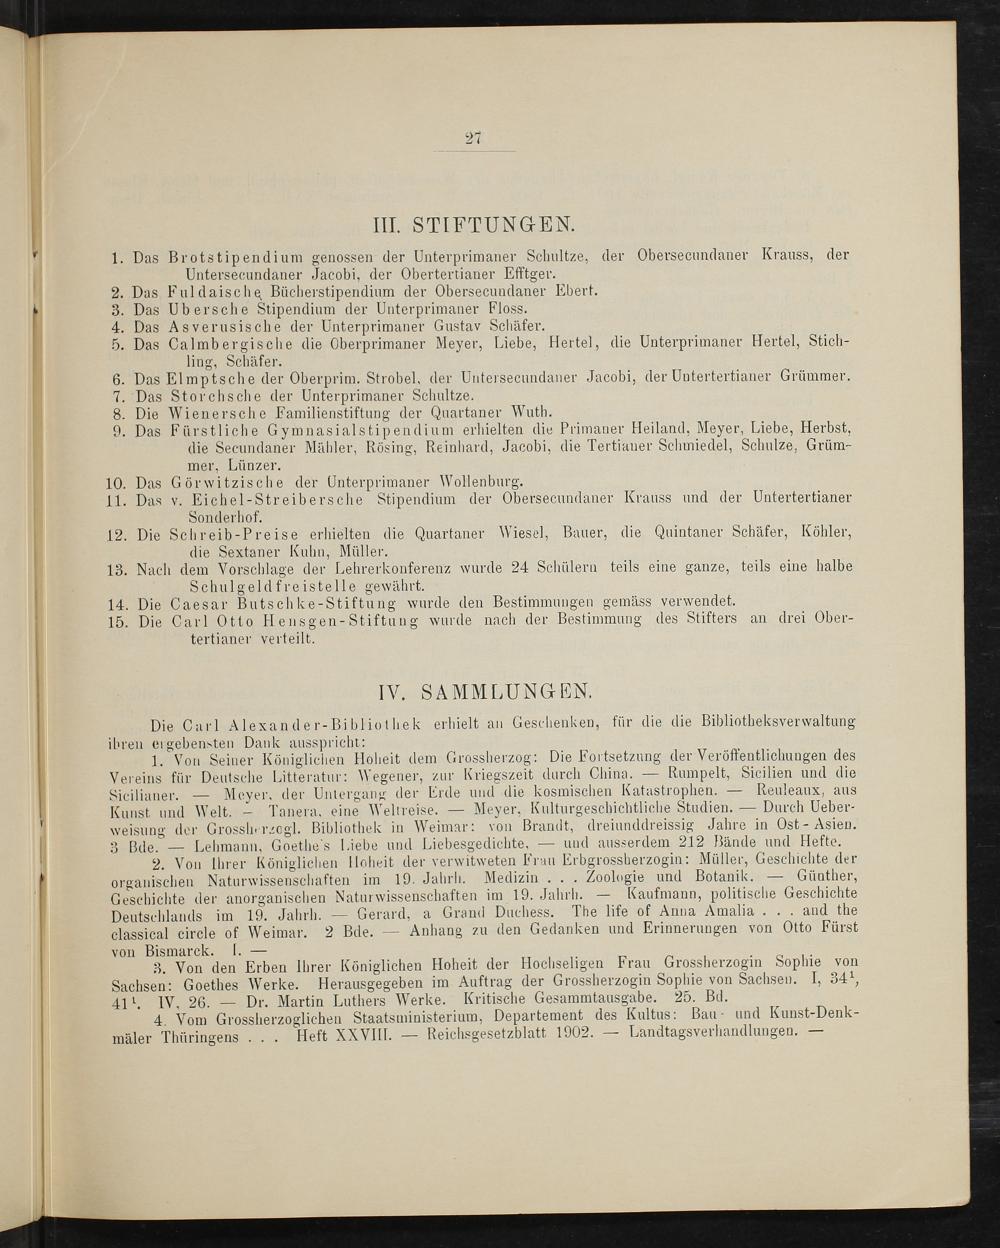 27
III. STIFTUNGEN.
1. Das Brotstipendium genossen der Unterprimaner Schultze, der Obersecundaner Krauss, der
Untersecundaner Jacobi, der Obertertianer Efftger.
2. Das Fuldaische Bücherstipendium der Obersecundaner Ebert.
3. Das Ubersche Stipendium der Unterprimaner Floss.
4. Das Asverusische der Unterprimaner Gustav Schäfer.
5. Das Calmbergische die Oberprimaner Meyer, Liebe, Hertel, die Unterprimaner Hertel, Stich-
ling, Schäfer.
6. Das Elmptsche der Oberprim. Strobel, der Untersecundaner Jacobi, der Untertertianer Grümmer.
7. Das Storchsche der Unterprimaner Schultze.
8. Die Wienersche Familienstiftung der Quartaner Wuth.
9. Das Fürstliche Gymnasialstipendium erhielten die Primaner Heiland, Meyer, Liebe, Herbst,
die Secundaner Mähler, Rösing, Reinhard, Jacobi, die Tertianer Schmiedel, Schulze, Grüm-
mer, Lünzer.
10. Das Görwitzische der Unterprimaner Wollenburg.
11. Das v. Eichel-Streibersche Stipendium der Obersecundaner Krauss und der Untertertianer
Sonderhof.
12. Die Schreib-Preise erhielten die Quartaner Wiesel, Bauer, die Quintaner Schäfer, Köhler,
die Sextaner Kuhn, Müller.
13. Nach dem Vorschlage der Lehrerkonferenz wurde 24 Schülern teils eine ganze, teils eine halbe
Schulgeldfreistelle gewährt.
14. Die Caesar Butschke-Stiftung wurde den Bestimmungen gemäss verwendet.
15. Die Carl Otto Hensgen-Stiftung wurde nach der Bestimmung des Stifters an drei Ober-
tertianer verteilt.
IV. SAMMLUNGEN.
Die Carl Alexander-Bibliothek erhielt an Geschenken, für die die Bibliotheksverwaltung
ihren ergebensten Dank ausspricht:
1. Von Seiner Königlichen Hoheit dem Grossherzog: Die Fortsetzung der Veröffentlichungen des
Vereins für Deutsche Litteratur: Wegener, zur Kriegszeit durch China. — Rumpelt, Sicilien und die
Sicilianer. — Meyer, der Untergang der Erde und die kosmischen Katastrophen. — Reuleaux, aus
Kunst und Welt. — Tanera, eine Weltreise. — Meyer, Kulturgeschichtliche Studien. — Durch Ueber-
weisung der Grossherzogl. Bibliothek in Weimar: von Brandt, dreiunddreissig Jahre in Ost-Asien.
3 Bde. — Lehmann, Goethe's Liebe und Liebesgedichte, — und ausserdem 212 Bände und Hefte.
2. Von Ihrer Königlichen Hoheit der verwitweten Frau Erbgrossherzogin: Müller, Geschichte der
organischen Naturwissenschaften im 19. Jahrh. Medizin . . . Zoologie und Botanik. — Günther,
Geschichte der anorganischen Naturwissenschaften im 19. Jahrh. — Kaufmann, politische Geschichte
Deutschlands im 19. Jahrh. — Gerard, a Grand Duchess. The life of Anna Amalia . . . and the
classical circle of Weimar. 2 Bde. — Anhang zu den Gedanken und Erinnerungen von Otto Fürst
von Bismarck. I. —
3. Von den Erben Ihrer Königlichen Hoheit der Hochseligen Frau Grossherzogin Sophie von
Sachsen: Goethes Werke. Herausgegeben im Auftrag der Grossherzogin Sophie von Sachsen. I, 34¹,
41¹. IV, 26. — Dr. Martin Luthers Werke. Kritische Gesammtausgabe. 25. Bd.
4. Vom Grossherzoglichen Staatsministerium, Departement des Kultus: Bau- und Kunst-Denk-
mäler Thüringens . . . Heft XXVIII. — Reichsgesetzblatt 1902. — Landtagsverhandlungen. —